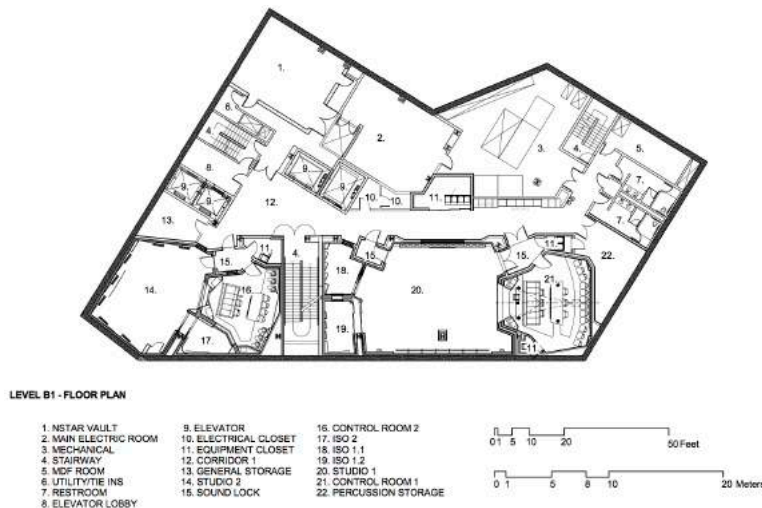 1.
2.
3.
4.
5.
6.
4.
7.
8.
9.
9.
7.
9.
9.
10.
10.
11.
12.
13.
22.
15.
11.
4.
15.
15.
11.
18.
14.
16.
20.
21.
19.
17.
11.
LEVEL B1 - FLOOR PLAN
1. NSTAR VAULT
2. MAIN ELECTRIC ROOM
3. MECHANICAL
4. STAIRWAY
5. MDF ROOM
6. UTILITY/TIE INS
7. RESTROOM
8. ELEVATOR LOBBY
9. ELEVATOR
10. ELECTRICAL CLOSET
11. EQUIPMENT CLOSET
12. CORRIDOR 1
13. GENERAL STORAGE
14. STUDIO 2
15. SOUND LOCK
16. CONTROL ROOM 2
17. ISO 2
18. ISO 1.1
19. ISO 1.2
20. STUDIO 1
21. CONTROL ROOM 1
22. PERCUSSION STORAGE
0 1 5 10 20 50 Feet
0 1 5 8 10 20 Meters